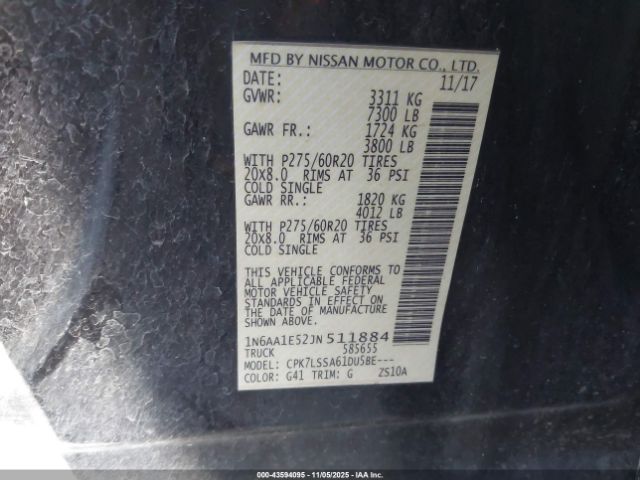 MFD BY NISSAN MOTOR CO., LTD.
DATE: 11/17
GVWR: 3311 KG
7300 LB
GAWR FR.: 1724 KG
3800 LB
WITH P275/60R20 TIRES
20x8.0 RIMS AT 36 PSI
COLD SINGLE
GAWR RR.: 1820 KG
4012 LB
WITH P275/60R20 TIRES
20x8.0 RIMS AT 36 PSI
COLD SINGLE
THIS VEHICLE CONFORMS TO
ALL APPLICABLE FEDERAL
MOTOR VEHICLE SAFETY
STANDARDS IN EFFECT ON
THE DATE OF MANUFACTURE
SHOWN ABOVE.
1N6AA1E52JN511884
TRUCK 585655
MODEL: CPK7LSSA61DU5BE---
COLOR: G41 TRIM: G ZS10A
00-43594095 - 11/05/2025 - IAA Inc.